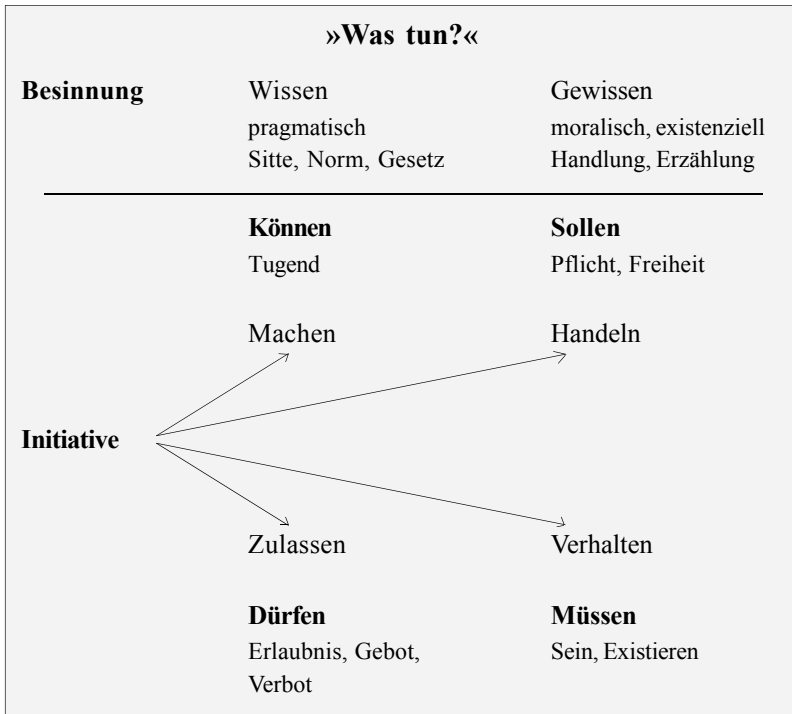 »Was tun?«
Besinnung Wissen Gewissen
pragmatisch moralisch, existenziell
Sitte, Norm, Gesetz Handlung, Erzählung
Können Sollen
Tugend Pflicht, Freiheit
Machen Handeln
Initiative
Zulassen Verhalten
Dürfen Müssen
Erlaubnis, Gebot, Sein, Existieren
Verbot